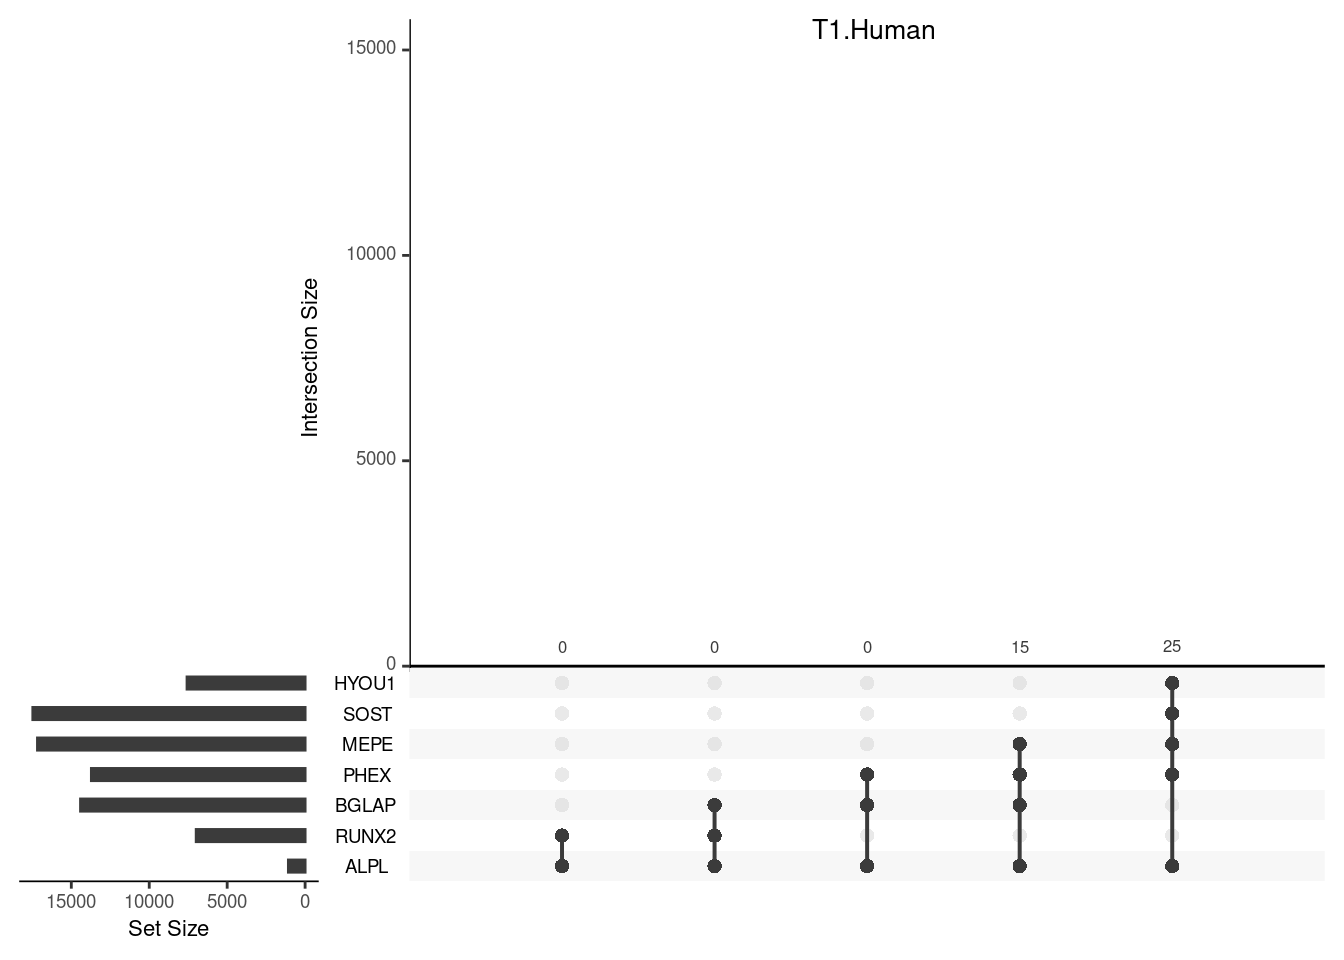 T1.Human
15000
10000
5000
0
Intersection Size
0 0 0 15 25
HYOU1
SOST
MEPE
PHEX
BGLAP
RUNX2
ALPL
15000 10000 5000 0
Set Size